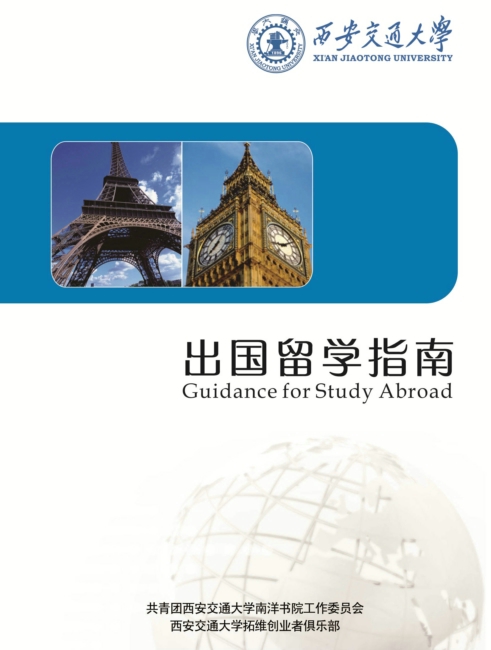 西安交通大學
XI'AN JIAOTONG UNIVERSITY
出国留学指南
Guidance for Study Abroad
共青团西安交通大学南洋书院工作委员会
西安交通大学拓维创业者俱乐部